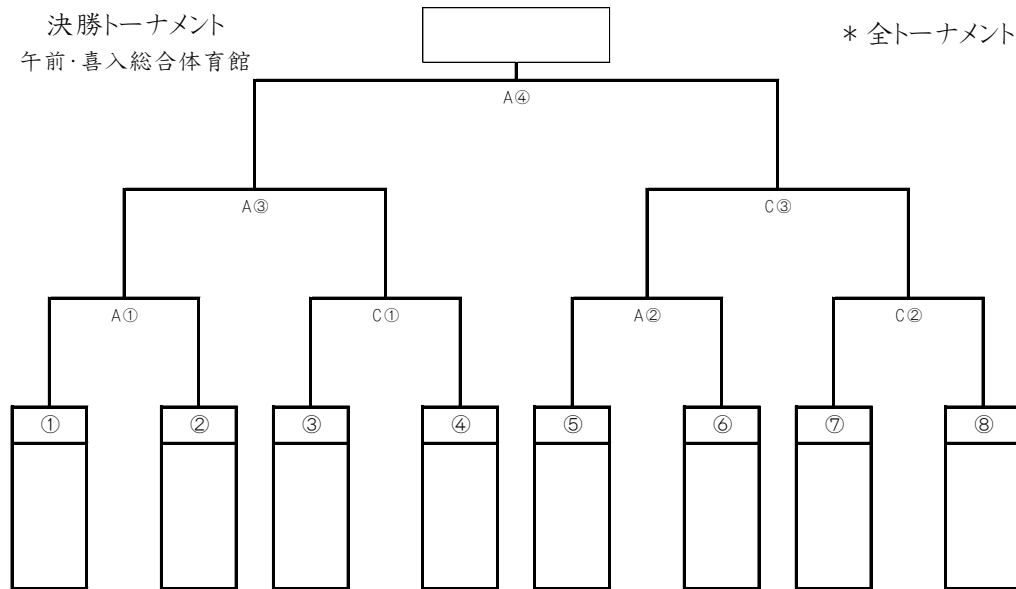 決勝トーナメント
午前・喜入総合体育館
＊全トーナメント
A④
A③
C③
A①
C①
A②
C②
①
②
③
④
⑤
⑥
⑦
⑧